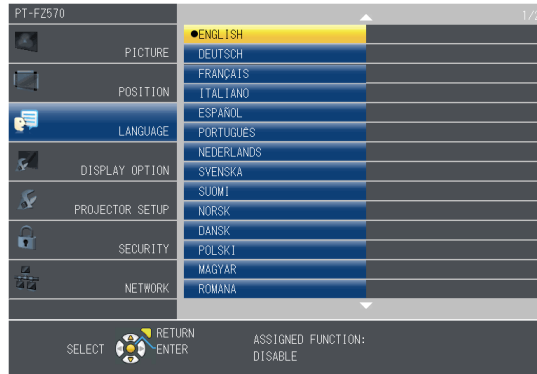 PT-FZ570
1/2
PICTURE
POSITION
LANGUAGE
DISPLAY OPTION
PROJECTOR SETUP
SECURITY
NETWORK
●ENGLISH
DEUTSCH
FRANÇAIS
ITALIANO
ESPAÑOL
PORTUGUÊS
NEDERLANDS
SVENSKA
SUOMI
NORSK
DANSK
POLSKI
MAGYAR
ROMANA
SELECT
RETURN
ENTER
ASSIGNED FUNCTION:
DISABLE